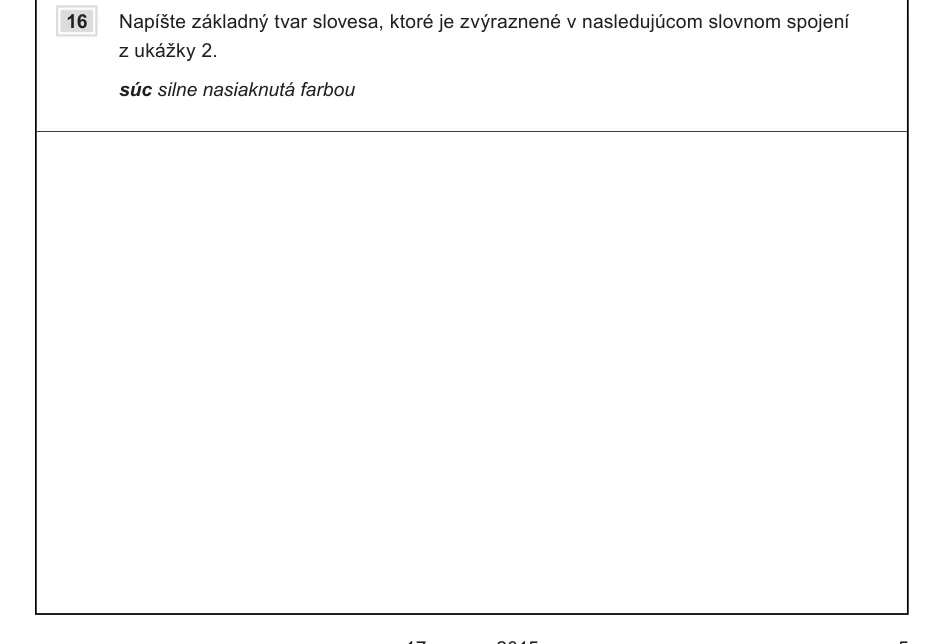 16 Napíšte základný tvar slovesa, ktoré je zvýraznené v nasledujúcom slovnom spojení
z ukážky 2.
súc silne nasiaknutá farbou